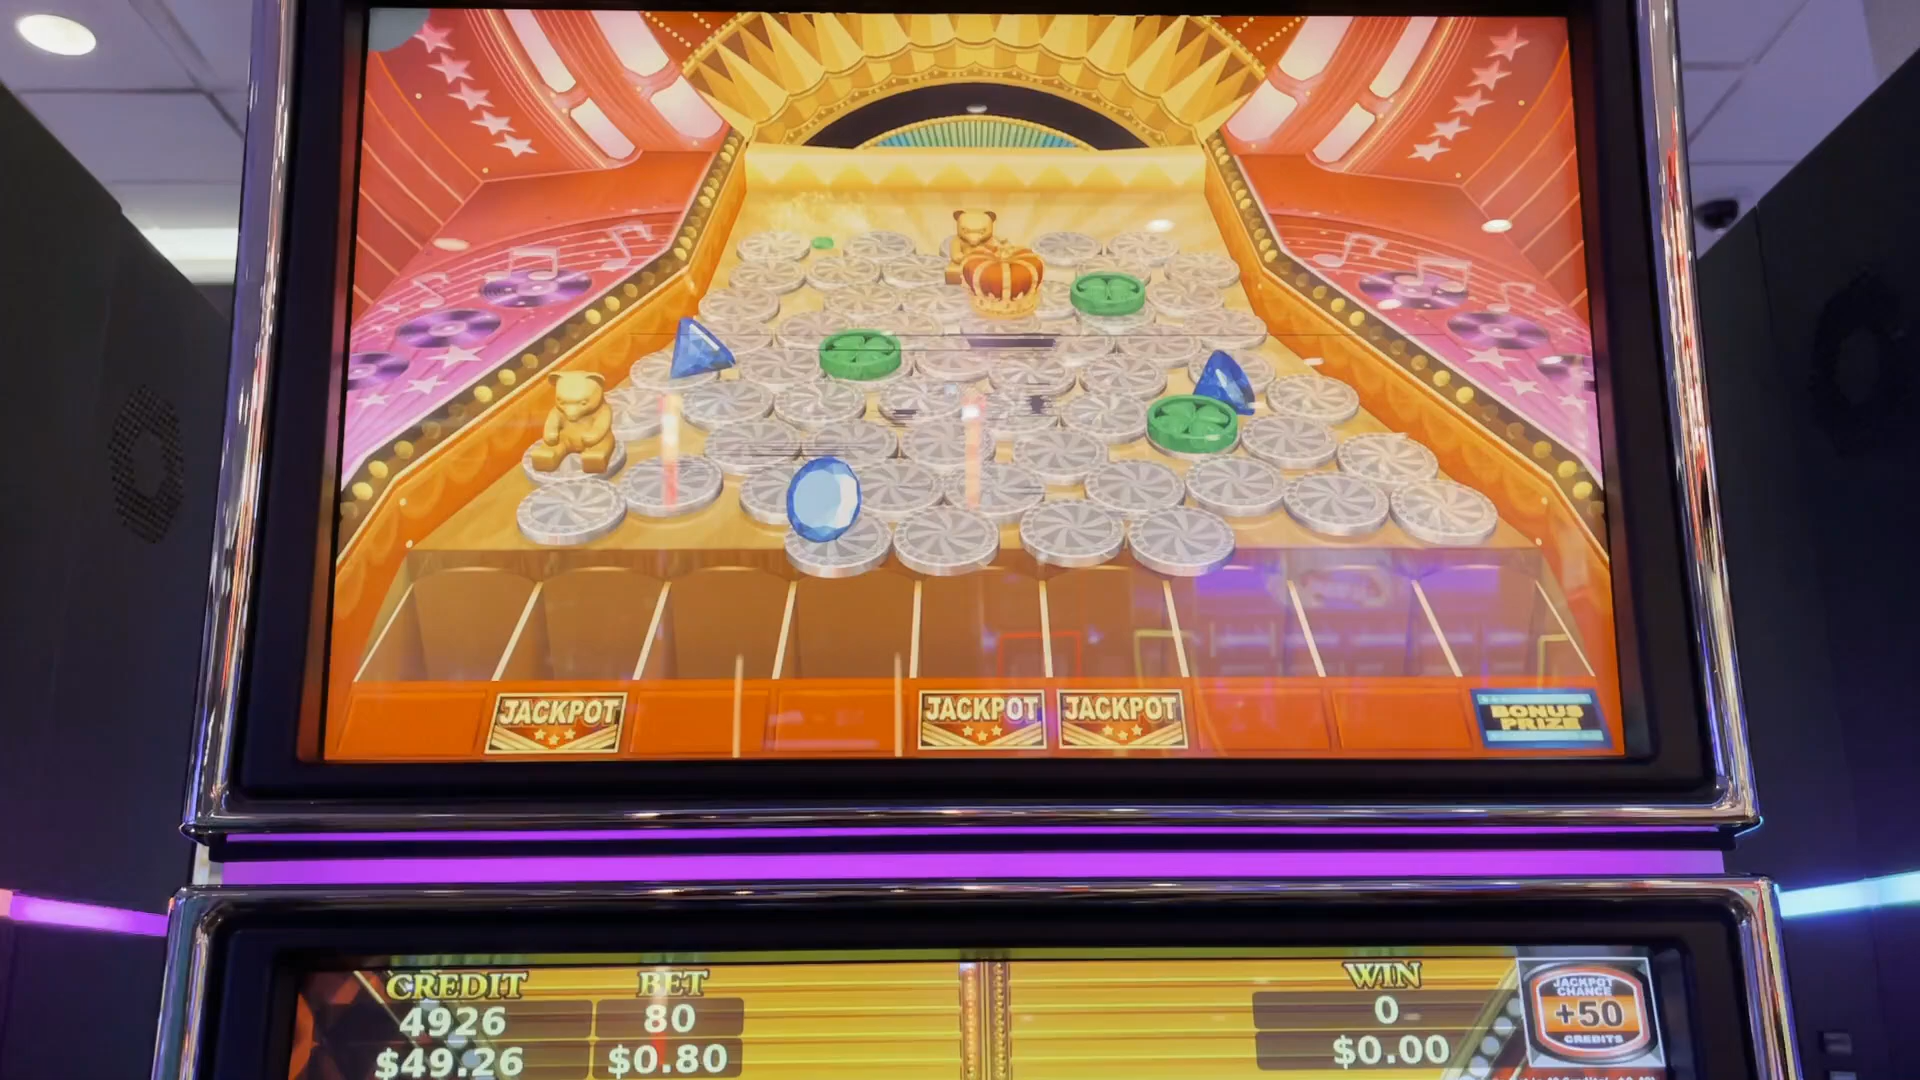 JACKPOT
JACKPOT
JACKPOT
BONUS
PRIZE
CREDIT
4926
$49.26
BET
80
$0.80
WIN
0
$0.00
JACKPOT
CHANCE
+50
CREDITS